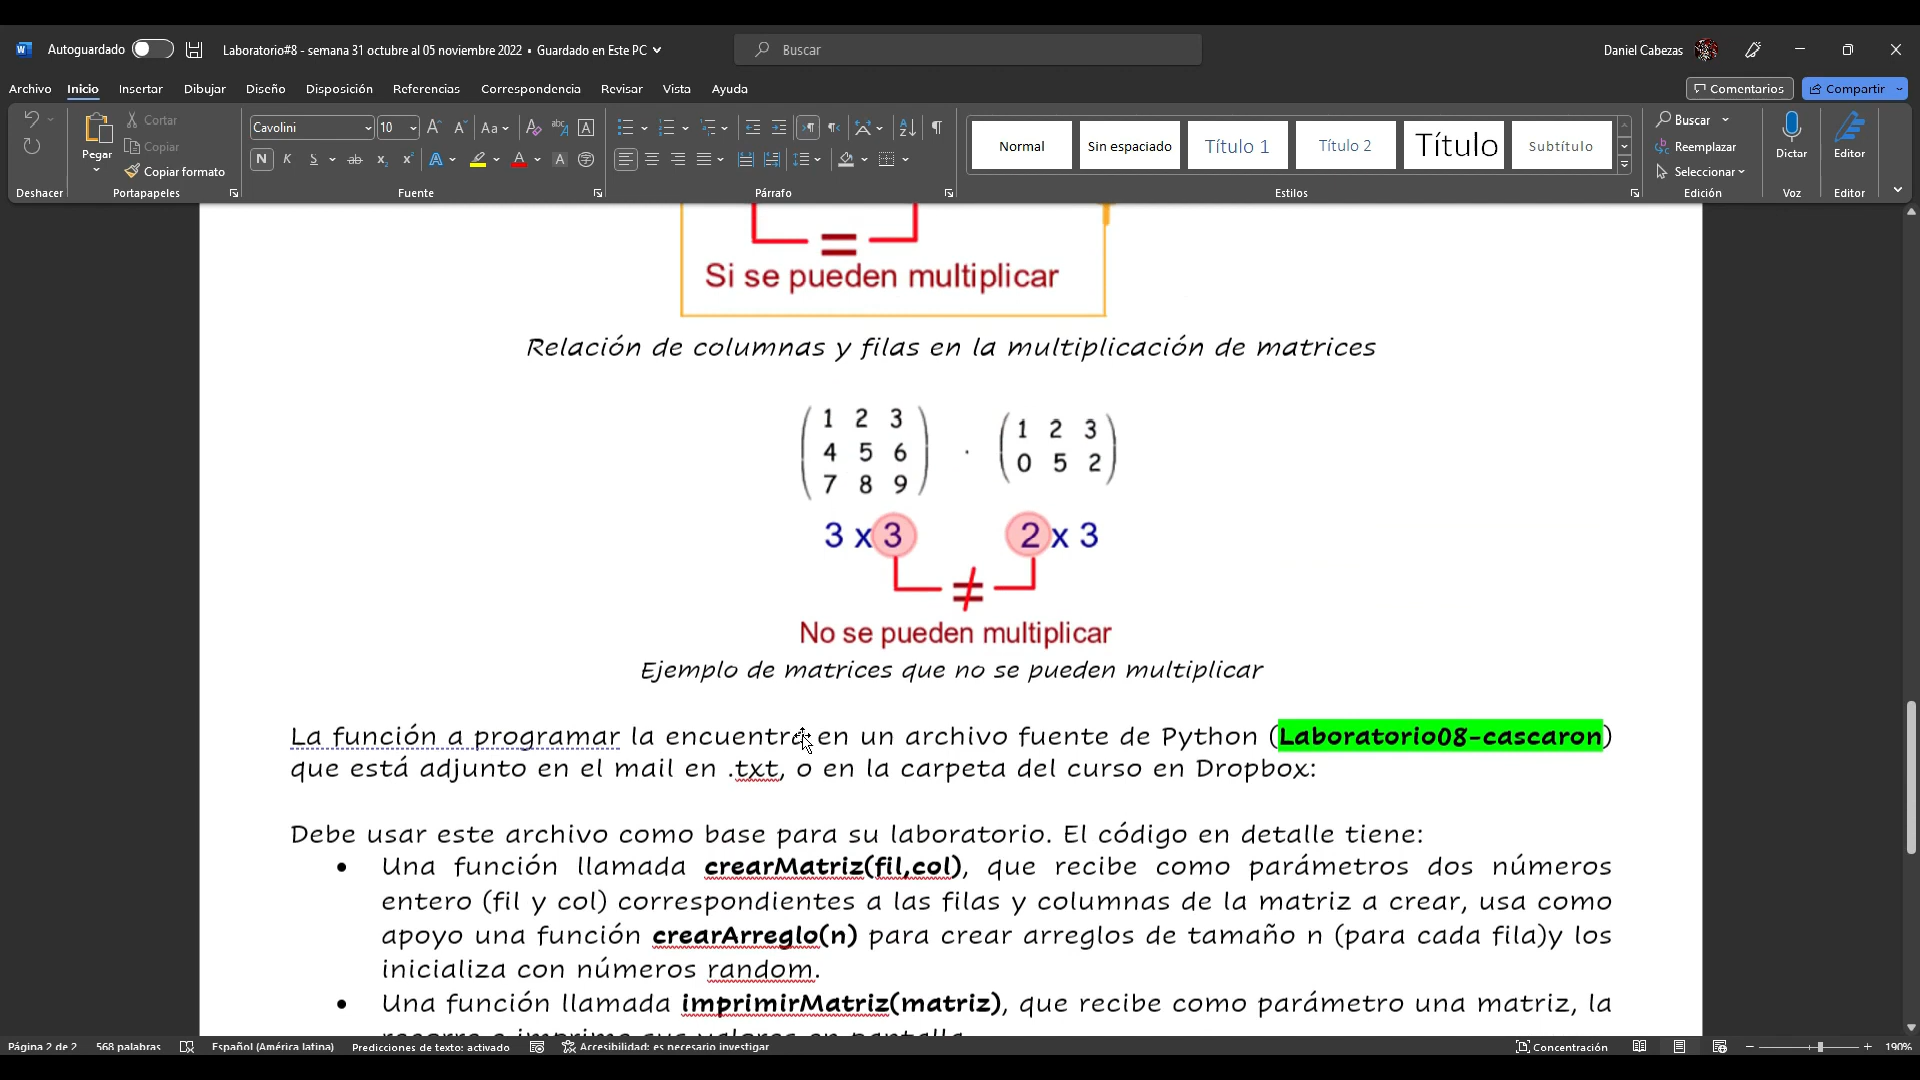 Autoguardado
Laboratorio#8 - semana 31 octubre al 05 noviembre 2022 • Guardado en Este PC
Buscar
Daniel Cabezas
Archivo Inicio Insertar Dibujar Diseño Disposición Referencias Correspondencia Revisar Vista Ayuda
Comentarios Compartir
Pegar
Cortar
Copiar
Copiar formato
Cavolini 10
Aa
N K S ab
Normal Sin espaciado Título 1 Título 2 Título Subtítulo
Buscar
Reemplazar
Seleccionar
Dictar
Editor
Deshacer Portapapeles Fuente Párrafo Estilos Edición Voz Editor
=
Si se pueden multiplicar
Relación de columnas y filas en la multiplicación de matrices
1 2 3
4 5 6
7 8 9
·
1 2 3
0 5 2
3 x 3 2 x 3
≠
No se pueden multiplicar
Ejemplo de matrices que no se pueden multiplicar
La función a programar la encuentra en un archivo fuente de Python (Laboratorio08-cascaron)
que está adjunto en el mail en .txt, o en la carpeta del curso en Dropbox:
Debe usar este archivo como base para su laboratorio. El código en detalle tiene:
• Una función llamada crearMatriz(fil,col), que recibe como parámetros dos números
entero (fil y col) correspondientes a las filas y columnas de la matriz a crear, usa como
apoyo una función crearArreglo(n) para crear arreglos de tamaño n (para cada fila)y los
inicializa con números random.
• Una función llamada imprimirMatriz(matriz), que recibe como parámetro una matriz, la
recorre e imprime sus valores en pantalla.
Página 2 de 2 568 palabras Español (América latina) Predicciones de texto: activado Accesibilidad: es necesario investigar
Concentración 190%